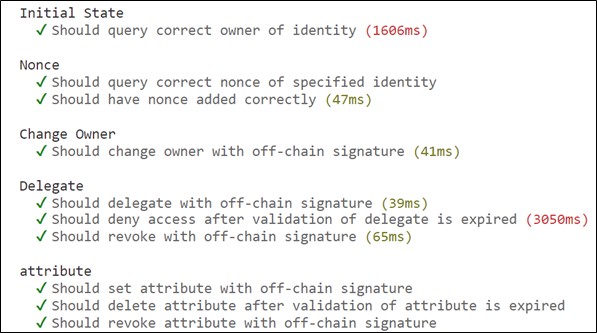 Initial State
✓ Should query correct owner of identity (1606ms)
Nonce
✓ Should query correct nonce of specified identity
✓ Should have nonce added correctly (47ms)
Change Owner
✓ Should change owner with off-chain signature (41ms)
Delegate
✓ Should delegate with off-chain signature (39ms)
✓ Should deny access after validation of delegate is expired (3050ms)
✓ Should revoke with off-chain signature (65ms)
attribute
✓ Should set attribute with off-chain signature
✓ Should delete attribute after validation of attribute is expired
✓ Should revoke attribute with off-chain signature